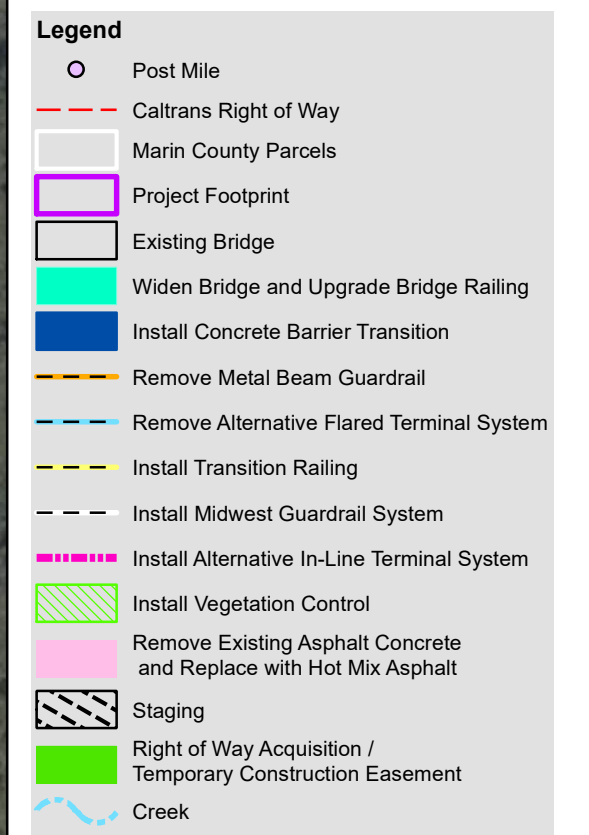 Legend
Post Mile
Caltrans Right of Way
Marin County Parcels
Project Footprint
Existing Bridge
Widen Bridge and Upgrade Bridge Railing
Install Concrete Barrier Transition
Remove Metal Beam Guardrail
Remove Alternative Flared Terminal System
Install Transition Railing
Install Midwest Guardrail System
Install Alternative In-Line Terminal System
Install Vegetation Control
Remove Existing Asphalt Concrete
and Replace with Hot Mix Asphalt
Staging
Right of Way Acquisition /
Temporary Construction Easement
Creek